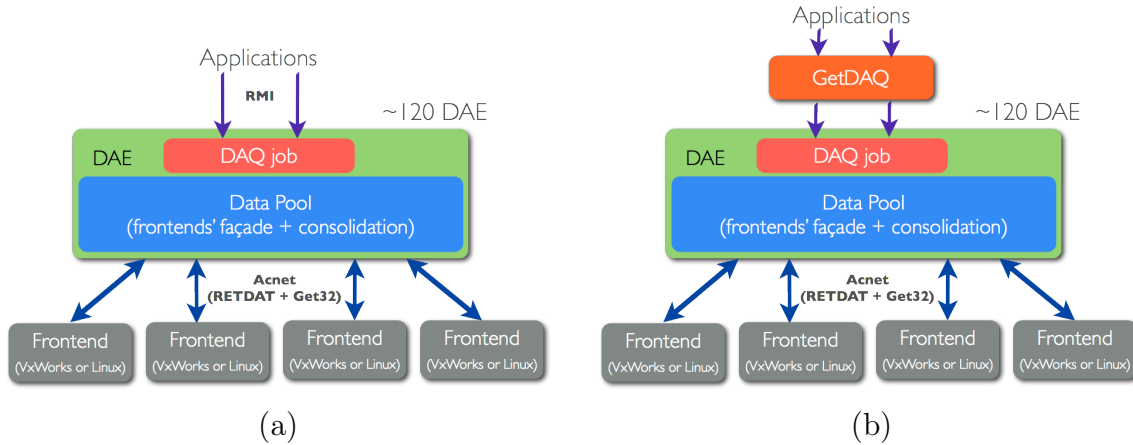 Applications
RMI
~120 DAE
DAE
DAQ job
Data Pool
(frontends' façade + consolidation)
Acnet
(RETDAT + Get32)
Frontend
(VxWorks or Linux)
Frontend
(VxWorks or Linux)
Frontend
(VxWorks or Linux)
Frontend
(VxWorks or Linux)
(a)
Applications
GetDAQ
~120 DAE
DAE
DAQ job
Data Pool
(frontends' façade + consolidation)
Acnet
(RETDAT + Get32)
Frontend
(VxWorks or Linux)
Frontend
(VxWorks or Linux)
Frontend
(VxWorks or Linux)
Frontend
(VxWorks or Linux)
(b)